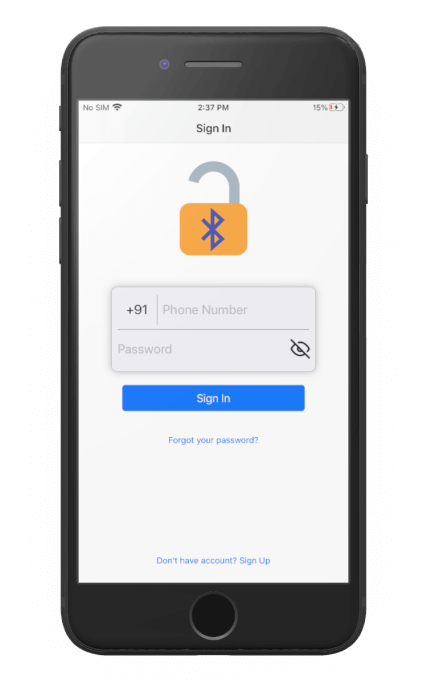 No SIM 2:37 PM 15%
Sign In
+91 Phone Number
Password
Sign In
Forgot your password?
Don't have account? Sign Up